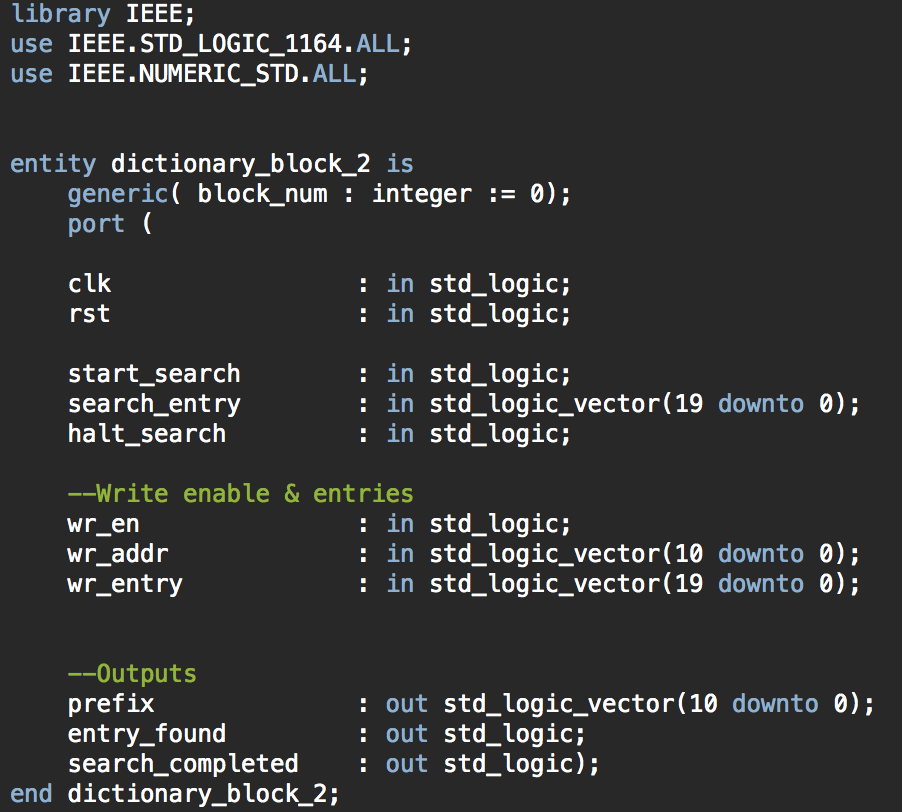 library IEEE;
use IEEE.STD_LOGIC_1164.ALL;
use IEEE.NUMERIC_STD.ALL;
entity dictionary_block_2 is
generic( block_num : integer := 0);
port (
clk : in std_logic;
rst : in std_logic;
start_search : in std_logic;
search_entry : in std_logic_vector(19 downto 0);
halt_search : in std_logic;
--Write enable & entries
wr_en : in std_logic;
wr_addr : in std_logic_vector(10 downto 0);
wr_entry : in std_logic_vector(19 downto 0);
--Outputs
prefix : out std_logic_vector(10 downto 0);
entry_found : out std_logic;
search_completed : out std_logic);
end dictionary_block_2;